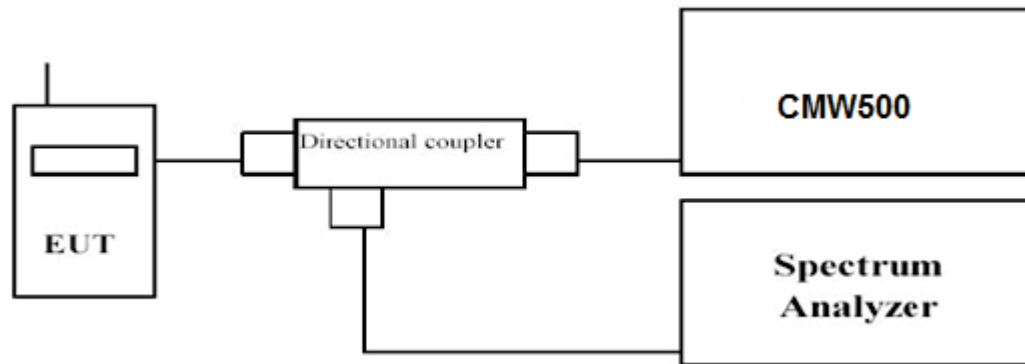 EUT
Directional coupler
CMW500
Spectrum
Analyzer